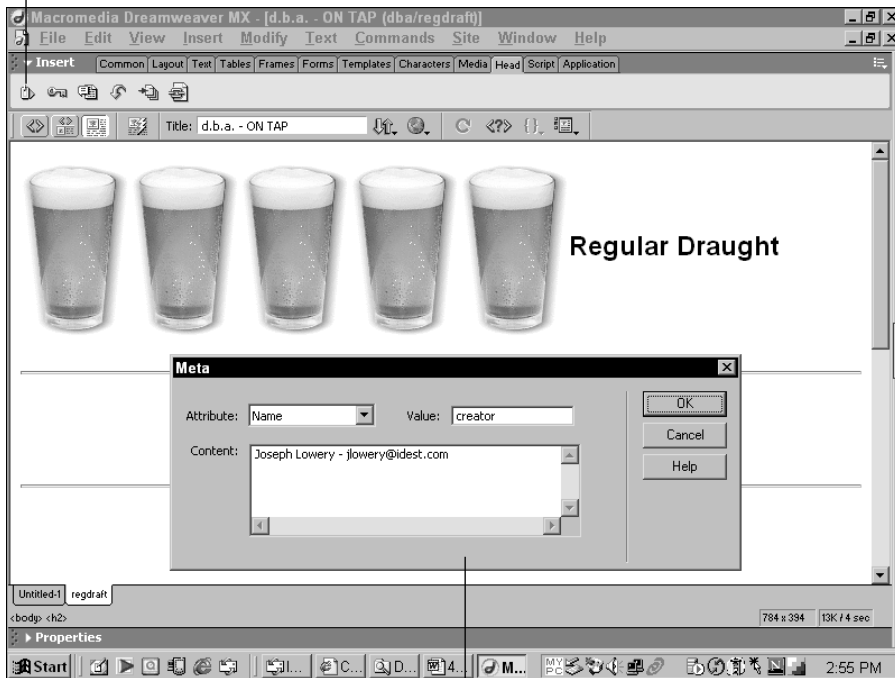 Macromedia Dreamweaver MX - [d.b.a. - ON TAP (dba/regdraft)]
File Edit View Insert Modify Text Commands Site Window Help
Insert Common Layout Text Tables Frames Forms Templates Characters Media Head Script Application
Title: d.b.a. - ON TAP
Regular Draught
Meta
Attribute: Name Value: creator
OK
Cancel
Content: Joseph Lowery - jlowery@idest.com
Help
Untitled-1 regdraft
<body> <h2> 784 x 394 13K / 4 sec
Properties
Start I... C... D... 4... M... MY PC 2:55 PM